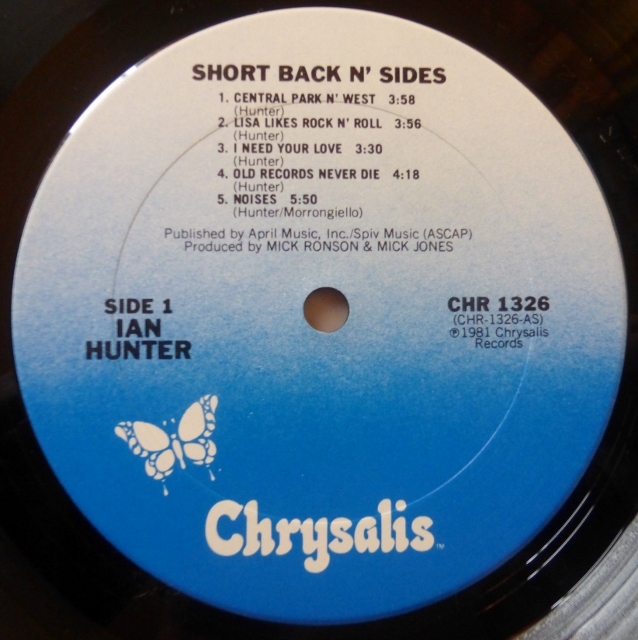 SHORT BACK N' SIDES
1. CENTRAL PARK N' WEST 3:58
(Hunter)
2. LISA LIKES ROCK N' ROLL 3:56
(Hunter)
3. I NEED YOUR LOVE 3:30
(Hunter)
4. OLD RECORDS NEVER DIE 4:18
(Hunter)
5. NOISES 5:50
(Hunter/Morrongiello)
Published by April Music, Inc./Spiv Music (ASCAP)
Produced by MICK RONSON & MICK JONES
SIDE 1
IAN
HUNTER
CHR 1326
(CHR-1326-AS)
℗1981 Chrysalis
Records
Chrysalis™